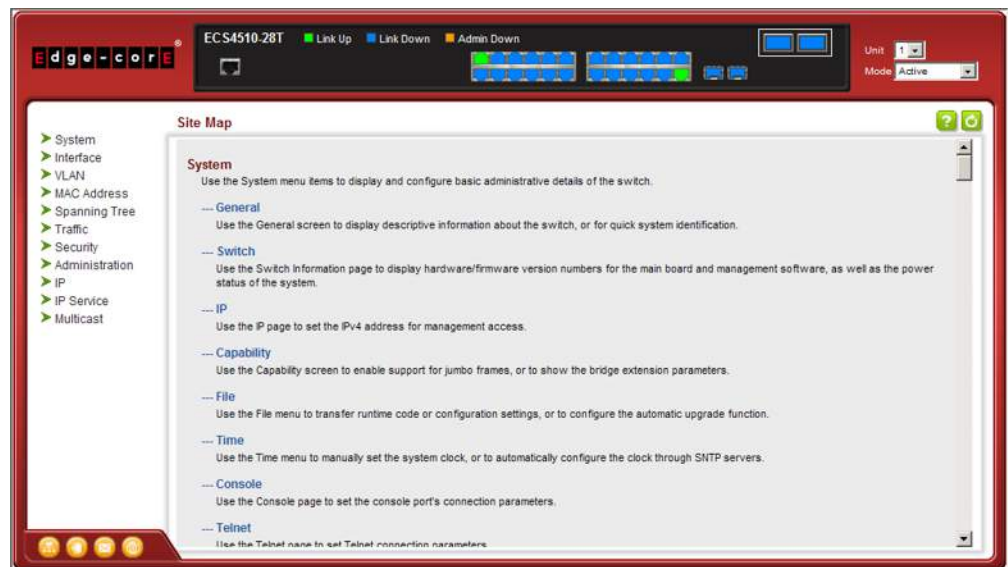 Edge-corE®
ECS4510-28T
Link Up
Link Down
Admin Down
Unit 1
Mode Active
System
Interface
VLAN
MAC Address
Spanning Tree
Traffic
Security
Administration
IP
IP Service
Multicast
Site Map
?
System
Use the System menu items to display and configure basic administrative details of the switch.
--- General
Use the General screen to display descriptive information about the switch, or for quick system identification.
--- Switch
Use the Switch Information page to display hardware/firmware version numbers for the main board and management software, as well as the power
status of the system.
--- IP
Use the IP page to set the IPv4 address for management access.
--- Capability
Use the Capability screen to enable support for jumbo frames, or to show the bridge extension parameters.
--- File
Use the File menu to transfer runtime code or configuration settings, or to configure the automatic upgrade function.
--- Time
Use the Time menu to manually set the system clock, or to automatically configure the clock through SNTP servers.
--- Console
Use the Console page to set the console port's connection parameters.
--- Telnet
Use the Telnet page to set Telnet connection parameters.